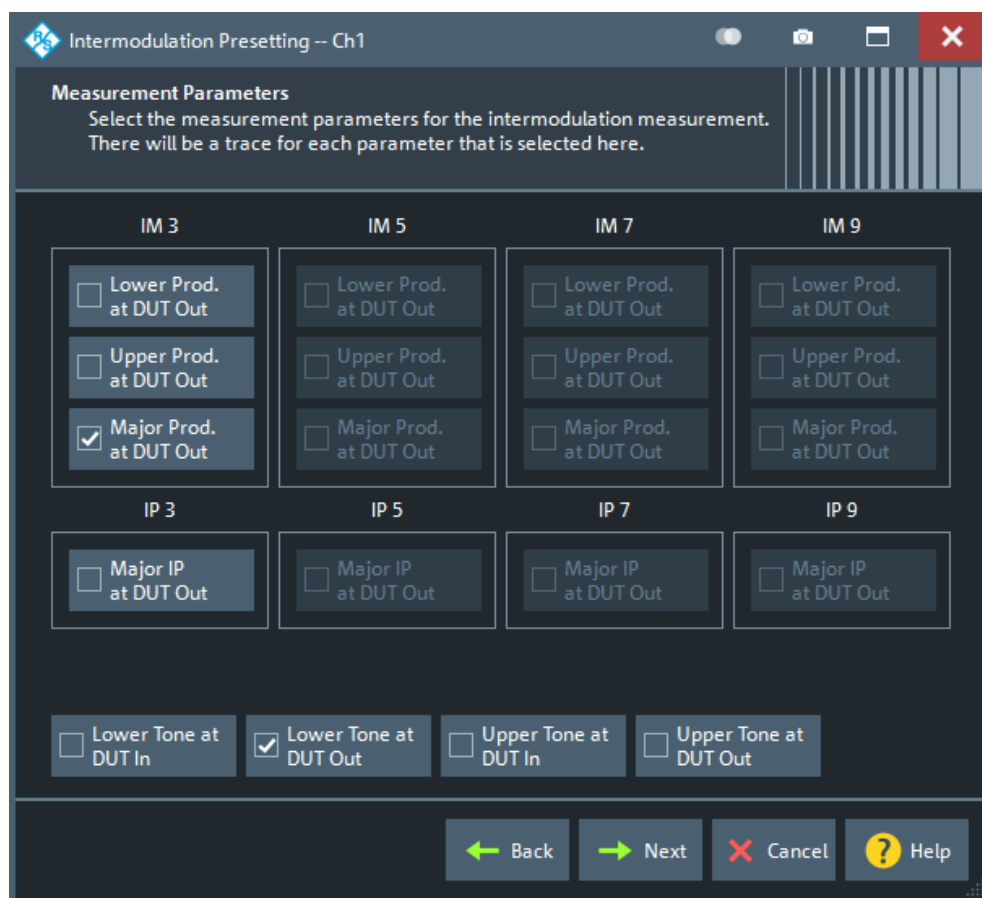 Intermodulation Presetting -- Ch1
Measurement Parameters
Select the measurement parameters for the intermodulation measurement.
There will be a trace for each parameter that is selected here.
IM 3 IM 5 IM 7 IM 9
Lower Prod. Lower Prod. Lower Prod. Lower Prod.
at DUT Out at DUT Out at DUT Out at DUT Out
Upper Prod. Upper Prod. Upper Prod. Upper Prod.
at DUT Out at DUT Out at DUT Out at DUT Out
Major Prod. Major Prod. Major Prod. Major Prod.
at DUT Out at DUT Out at DUT Out at DUT Out
IP 3 IP 5 IP 7 IP 9
Major IP Major IP Major IP Major IP
at DUT Out at DUT Out at DUT Out at DUT Out
Lower Tone at Lower Tone at Upper Tone at Upper Tone at
DUT In DUT Out DUT In DUT Out
Back Next Cancel ? Help